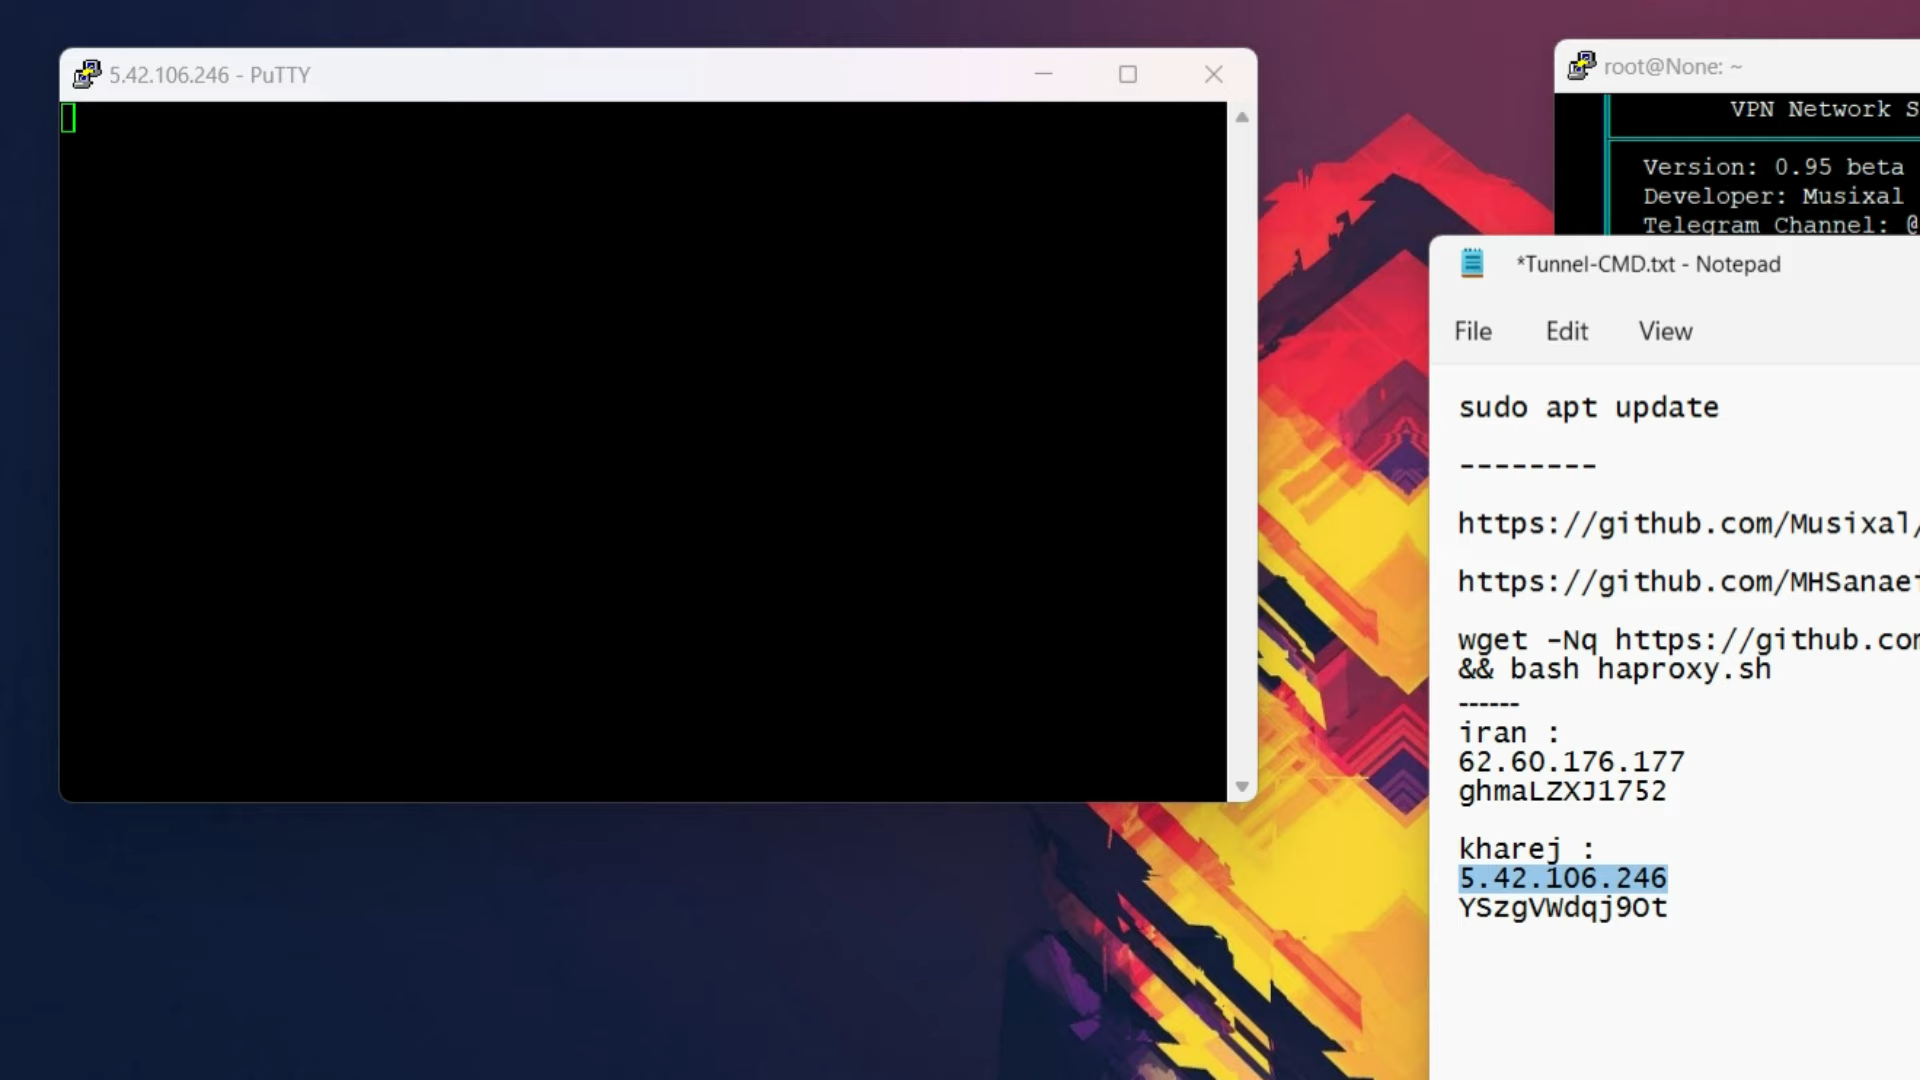 5.42.106.246 - PuTTY
root@None: ~
VPN Network S
Version: 0.95 beta
Developer: Musixal
Telegram Channel: @
*Tunnel-CMD.txt - Notepad
File Edit View
sudo apt update
--------
https://github.com/Musixal/
https://github.com/MHSanaei
wget -Nq https://github.com
&& bash haproxy.sh
------
iran :
62.60.176.177
ghmaLZXJ1752
kharej :
5.42.106.246
YSzgVWdqj9Ot